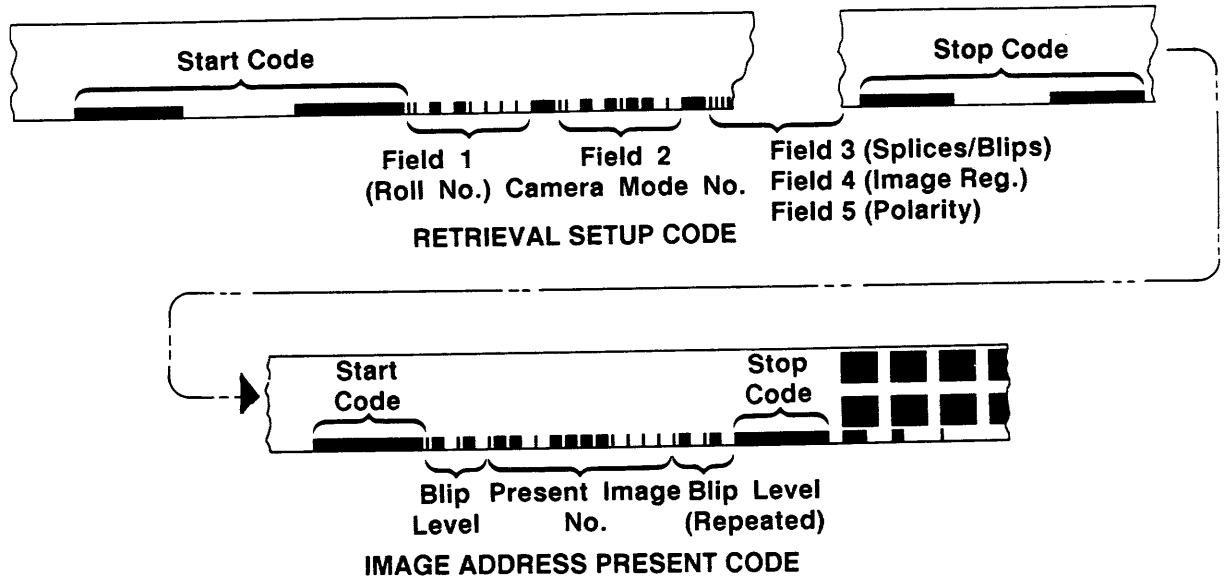 Start Code
Stop Code
Field 1
(Roll No.)
Field 2
Camera Mode No.
Field 3 (Splices/Blips)
Field 4 (Image Reg.)
Field 5 (Polarity)
RETRIEVAL SETUP CODE
Start
Code
Stop
Code
Blip
Level
Present Image
No.
Blip Level
(Repeated)
IMAGE ADDRESS PRESENT CODE